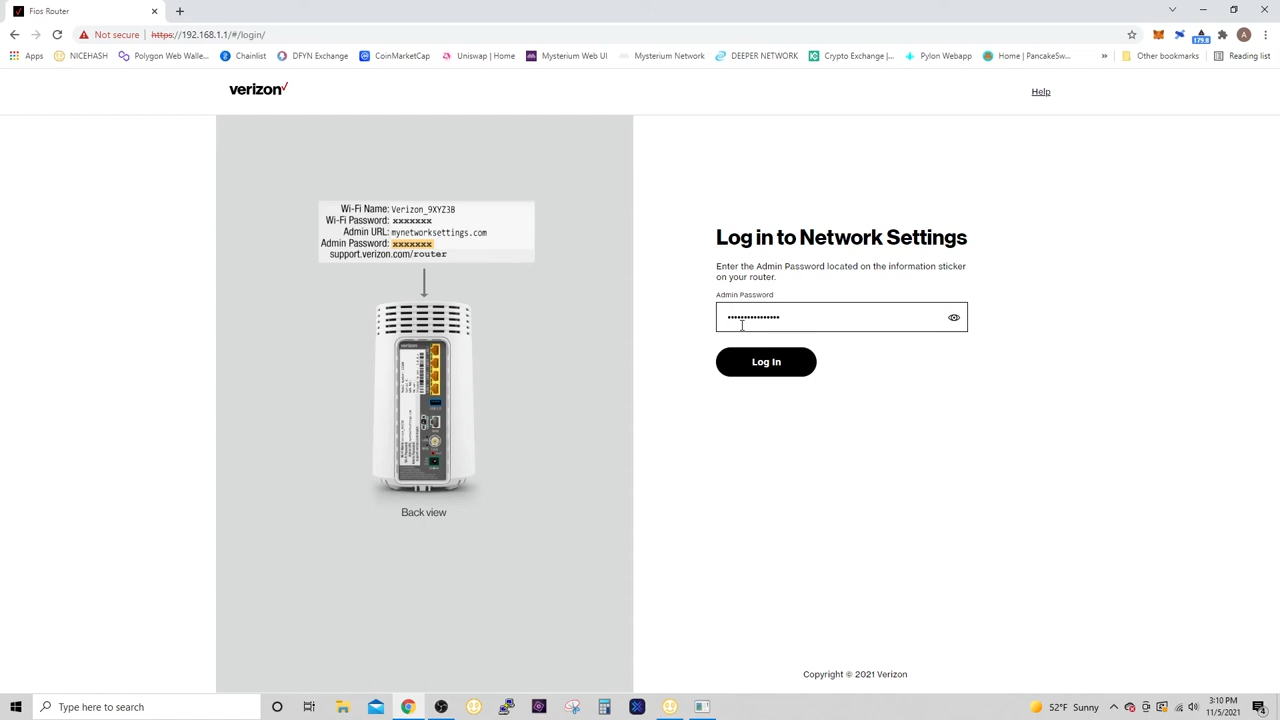 Fios Router
Not secure
https://192.168.1.1/#/login/
A
Apps
NICEHASH
Polygon Web Walle...
Chainlist
DFYN Exchange
CoinMarketCap
Uniswap | Home
Mysterium Web UI
Mysterium Network
DEEPER NETWORK
Crypto Exchange |...
Pylon Webapp
Home | PancakeSw...
»
Other bookmarks
Reading list
179.8
verizon
Help
Wi-Fi Name: Verizon_9XYZ38
Wi-Fi Password: xxxxxxx
Admin URL: mynetworksettings.com
Admin Password: xxxxxxx
support.verizon.com/router
verizon
Back view
Log in to Network Settings
Enter the Admin Password located on the information sticker
on your router.
Admin Password
Log In
Copyright © 2021 Verizon
Type here to search
52°F Sunny
3:10 PM
11/5/2021